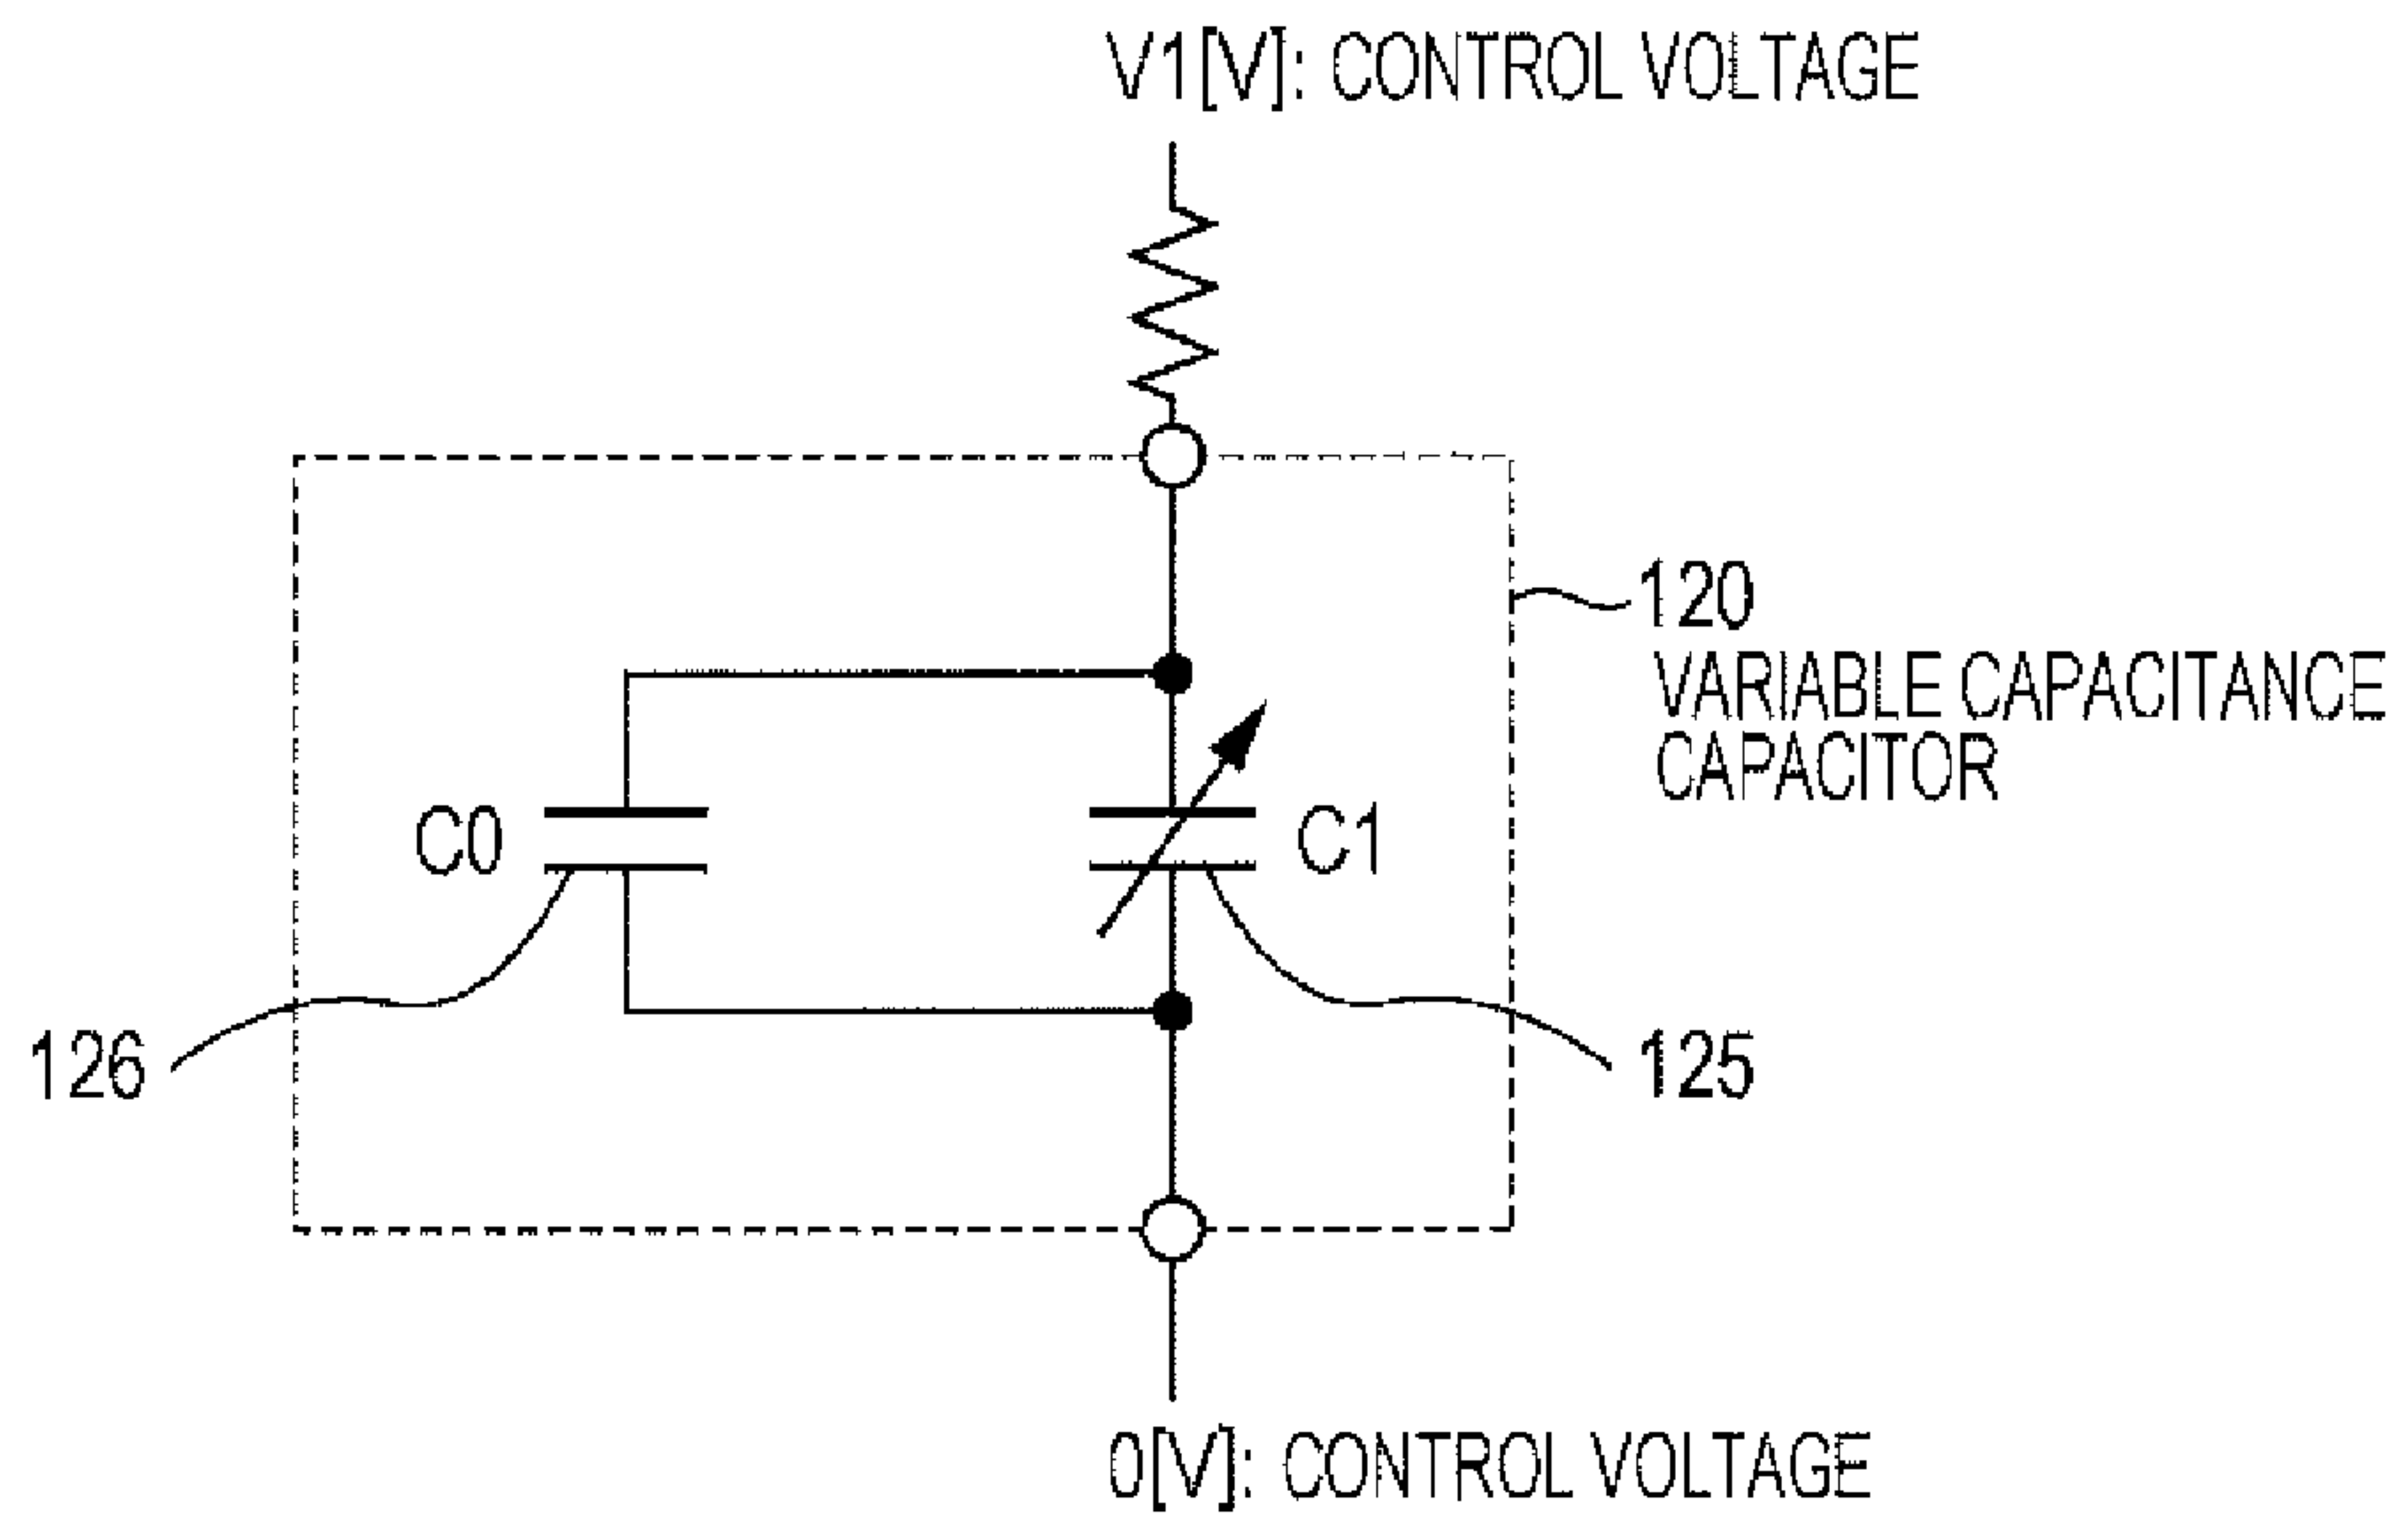 V1[V]: CONTROL VOLTAGE
120
VARIABLE CAPACITANCE
CAPACITOR
C0
C1
126
125
0[V]: CONTROL VOLTAGE